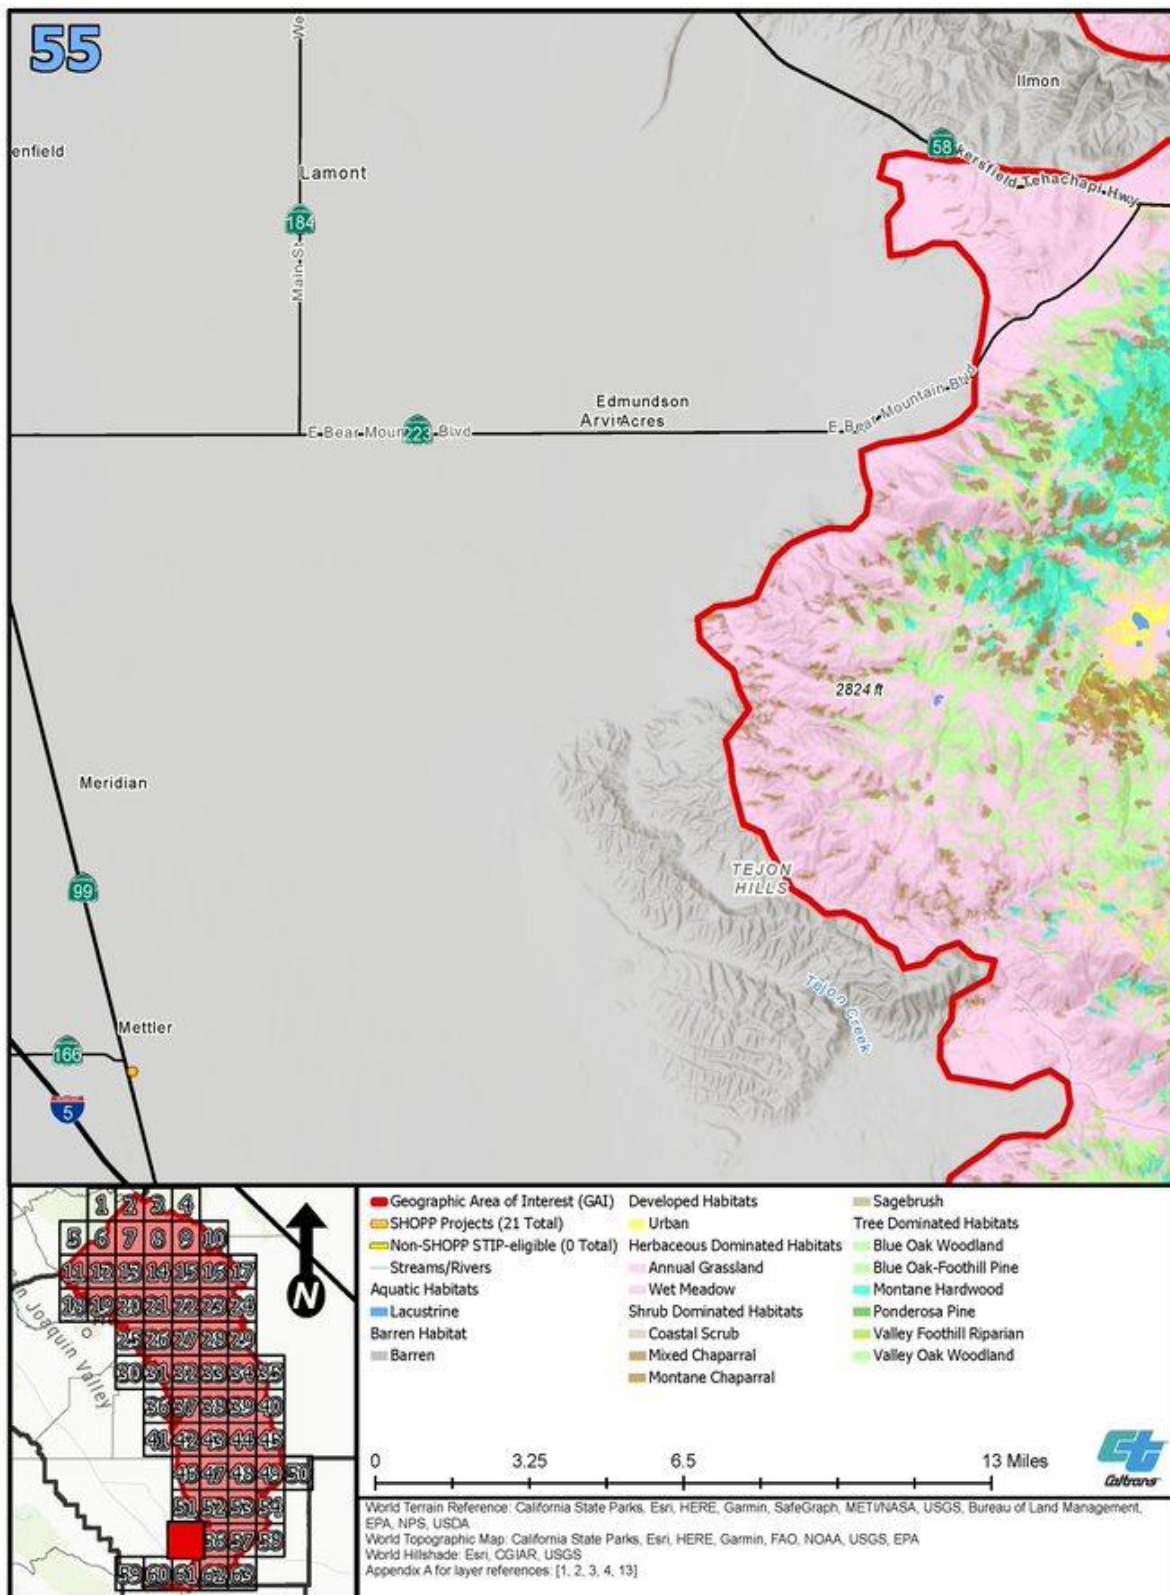 55
We
Ilmon
enfield
58
kersfield Tehachapi Hwy
Lamont
184
Main St
Edmundson
Arvin Acres
E Bear Mountain Blvd
E Bear Moun
223
Blvd
2824 ft
Meridian
99
TEJON
HILLS
Tejon Creek
Mettler
166
5
1 2 3 4
5 6 7 8 9 10
11 12 13 14 15 16 17
18 19 20 21 22 23 24
25 26 27 28 29
30 31 32 33 34 35
36 37 38 39 40
41 42 43 44 45
46 47 48 49 50
51 52 53 54
56 57 58
59 60 61 62 63
n Joaquin Valley
N
Geographic Area of Interest (GAI)
SHOPP Projects (21 Total)
Non-SHOPP STIP-eligible (0 Total)
Streams/Rivers
Aquatic Habitats
Lacustrine
Barren Habitat
Barren
Developed Habitats
Urban
Herbaceous Dominated Habitats
Annual Grassland
Wet Meadow
Shrub Dominated Habitats
Coastal Scrub
Mixed Chaparral
Montane Chaparral
Sagebrush
Tree Dominated Habitats
Blue Oak Woodland
Blue Oak-Foothill Pine
Montane Hardwood
Ponderosa Pine
Valley Foothill Riparian
Valley Oak Woodland
0 3.25 6.5 13 Miles
ct
Caltrans
World Terrain Reference: California State Parks, Esri, HERE, Garmin, SafeGraph, METI/NASA, USGS, Bureau of Land Management,
EPA, NPS, USDA
World Topographic Map: California State Parks, Esri, HERE, Garmin, FAO, NOAA, USGS, EPA
World Hillshade: Esri, CGIAR, USGS
Appendix A for layer references: [1, 2, 3, 4, 13]